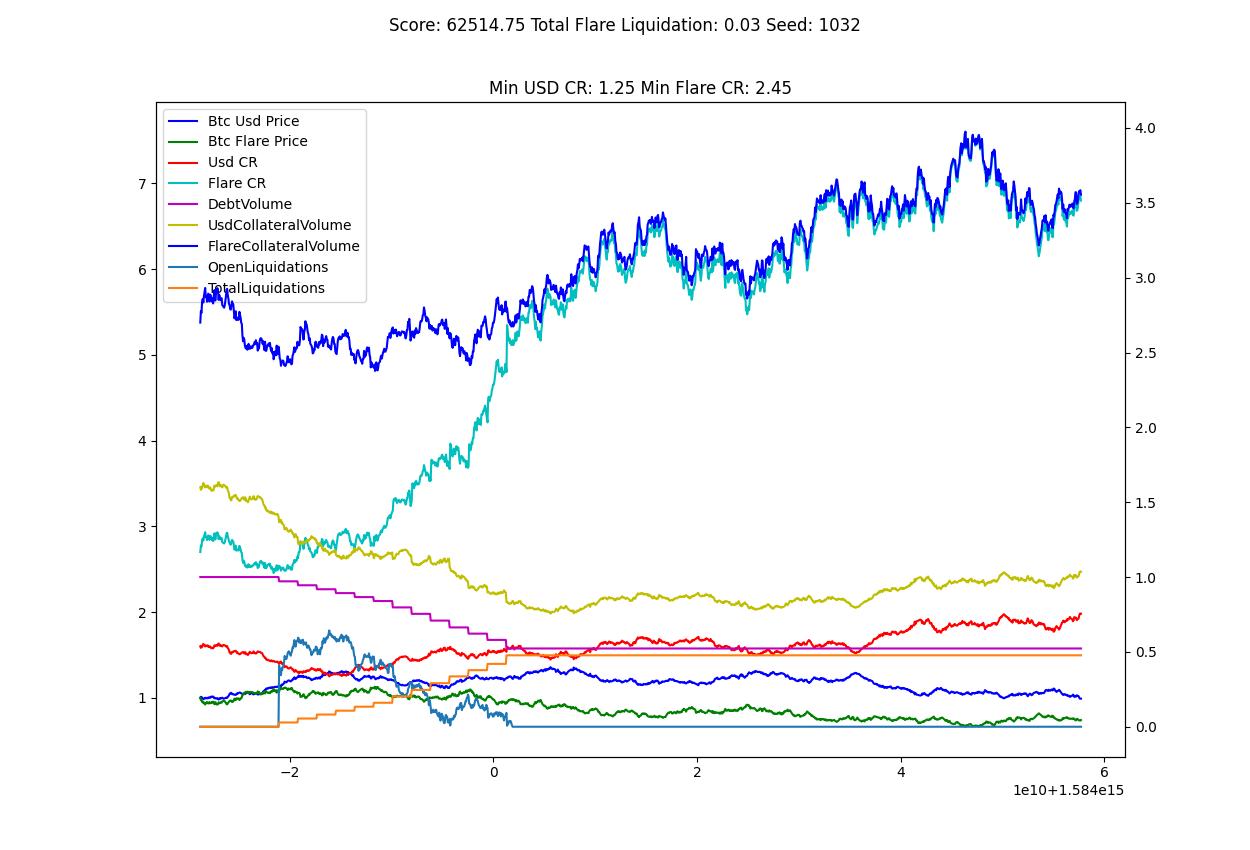 Score: 62514.75 Total Flare Liquidation: 0.03 Seed: 1032
Min USD CR: 1.25 Min Flare CR: 2.45
Btc Usd Price
Btc Flare Price
Usd CR
Flare CR
DebtVolume
UsdCollateralVolume
FlareCollateralVolume
OpenLiquidations
TotalLiquidations
7
6
5
4
3
2
1
4.0
3.5
3.0
2.5
2.0
1.5
1.0
0.5
0.0
−2 0 2 4 6
1e10+1.584e15